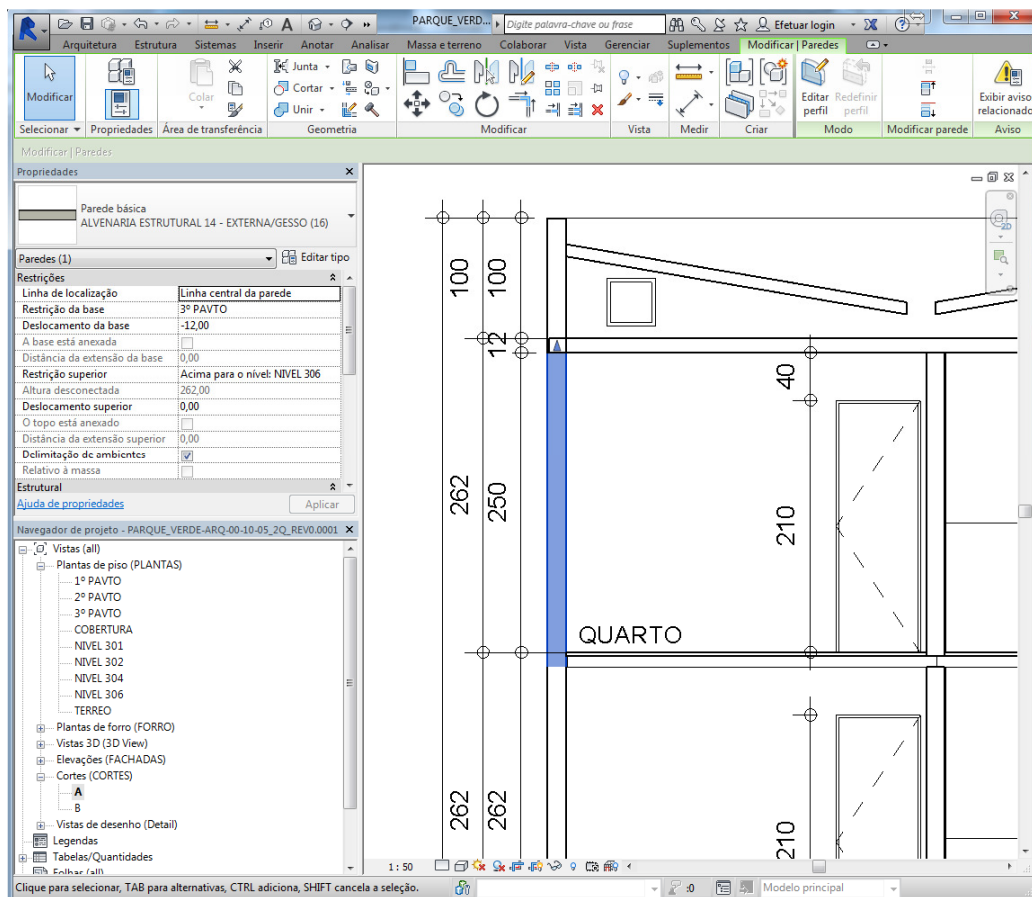 PARQUE_VERD... Digite palavra-chave ou frase Efetuar login
Arquitetura Estrutura Sistemas Inserir Anotar Analisar Massa e terreno Colaborar Vista Gerenciar Suplementos Modificar | Paredes
Modificar Colar Junta Cortar Unir Editar perfil Redefinir perfil Exibir aviso relacionado
Selecionar Propriedades Área de transferência Geometria Modificar Vista Medir Criar Modo Modificar parede Aviso
Modificar | Paredes
Propriedades
Parede básica
ALVENARIA ESTRUTURAL 14 - EXTERNA/GESSO (16)
Paredes (1) Editar tipo
Restrições
Linha de localização Linha central da parede
Restrição da base 3º PAVTO
Deslocamento da base -12,00
A base está anexada
Distância da extensão da base 0,00
Restrição superior Acima para o nível: NIVEL 306
Altura desconectada 262,00
Deslocamento superior 0,00
O topo está anexado
Distância da extensão superior 0,00
Delimitação de ambientes
Relativo à massa
Estrutural
Ajuda de propriedades Aplicar
Navegador de projeto - PARQUE_VERDE-ARQ-00-10-05_2Q_REV0.0001
Vistas (all)
Plantas de piso (PLANTAS)
1º PAVTO
2º PAVTO
3º PAVTO
COBERTURA
NIVEL 301
NIVEL 302
NIVEL 304
NIVEL 306
TERREO
Plantas de forro (FORRO)
Vistas 3D (3D View)
Elevações (FACHADAS)
Cortes (CORTES)
A
B
Vistas de desenho (Detail)
Legendas
Tabelas/Quantidades
Folhas (all)
100 100
2D
12
40
262 250
210
QUARTO
262 262
210
1 : 50
Clique para selecionar, TAB para alternativas, CTRL adiciona, SHIFT cancela a seleção. :0 Modelo principal